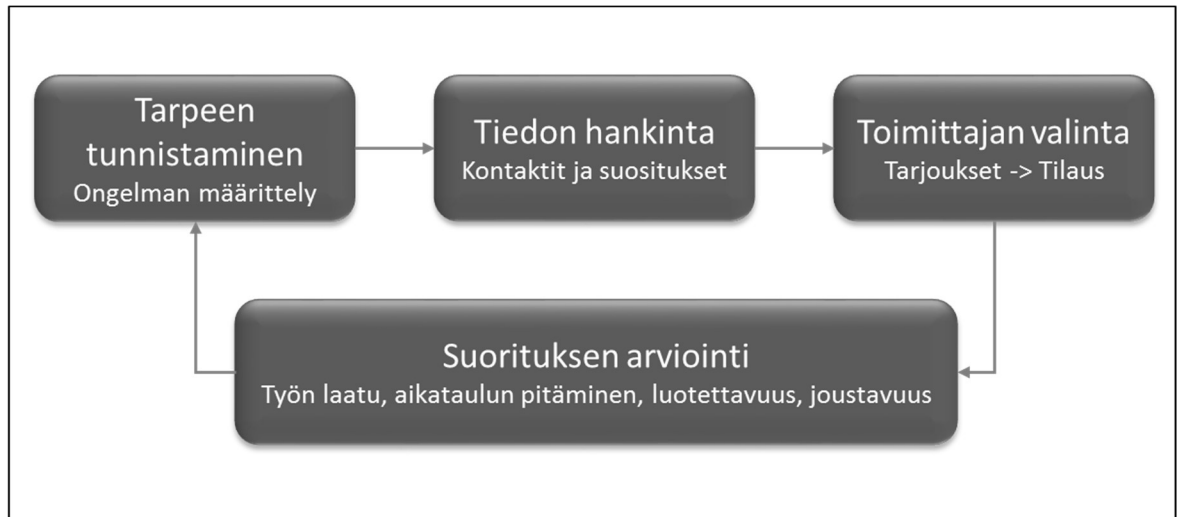 Tarpeen
tunnistaminen
Ongelman määrittely
Tiedon hankinta
Kontaktit ja suositukset
Toimittajan valinta
Tarjoukset -> Tilaus
Suorituksen arviointi
Työn laatu, aikataulun pitäminen, luotettavuus, joustavuus